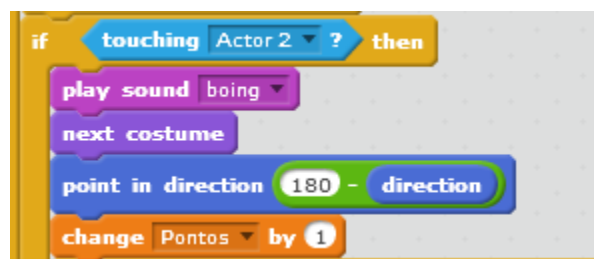 if touching Actor 2 ? then
play sound boing
next costume
point in direction 180 - direction
change Pontos by 1